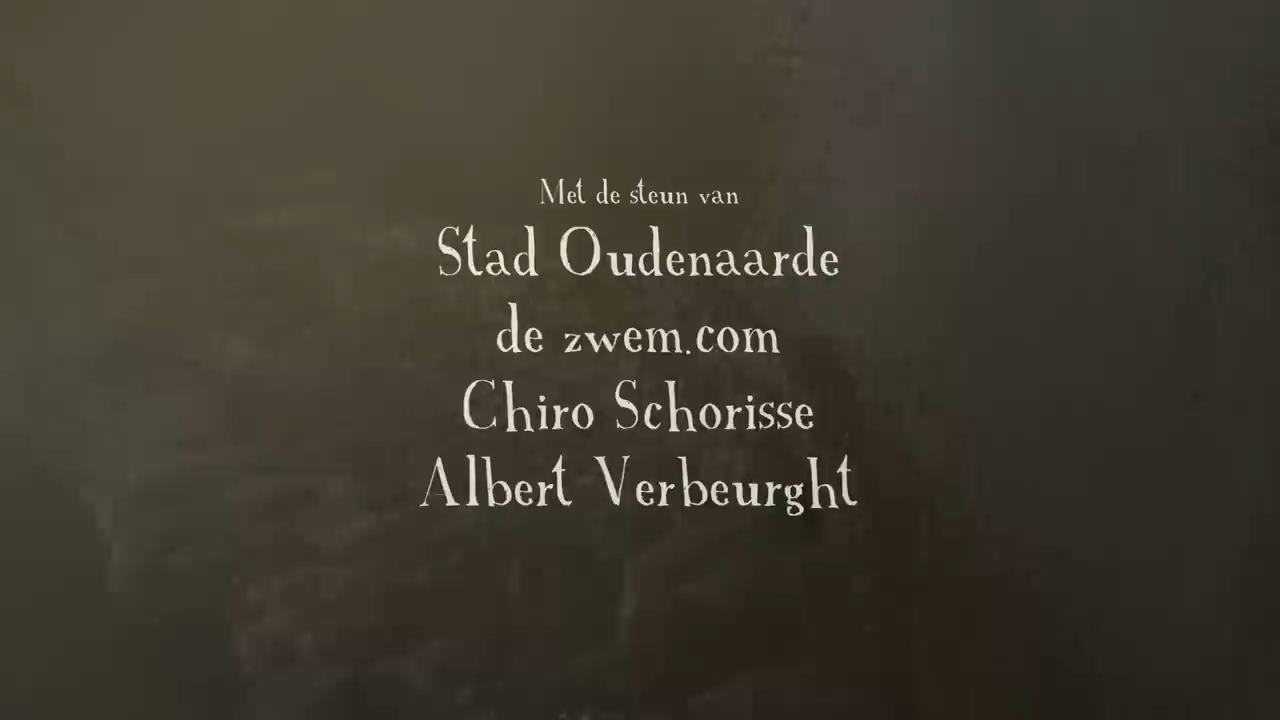 Met de steun van
Stad Oudenaarde
de zwem.com
Chiro Schorisse
Albert Verbeurght